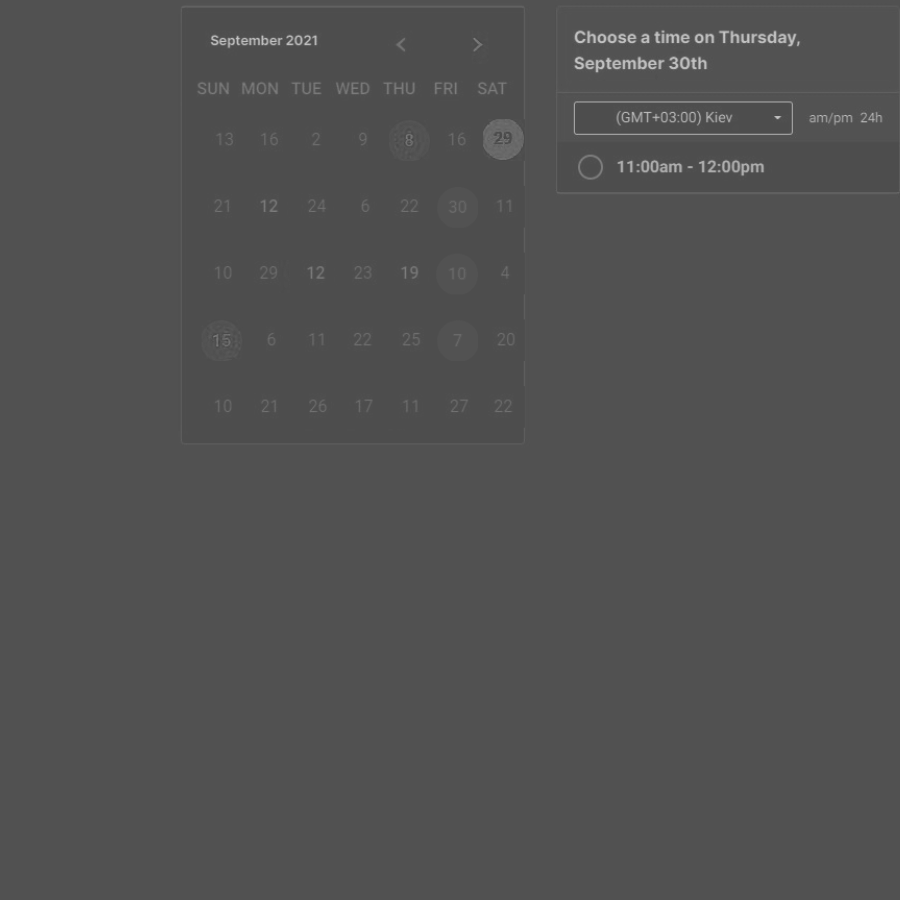 September 2021
SUN MON TUE WED THU FRI SAT
13 16 2 9 8 16 29
21 12 24 6 22 30 11
10 29 12 23 19 10 4
15 6 11 22 25 7 20
10 21 26 17 11 27 22
Choose a time on Thursday,
September 30th
(GMT+03:00) Kiev am/pm 24h
11:00am - 12:00pm